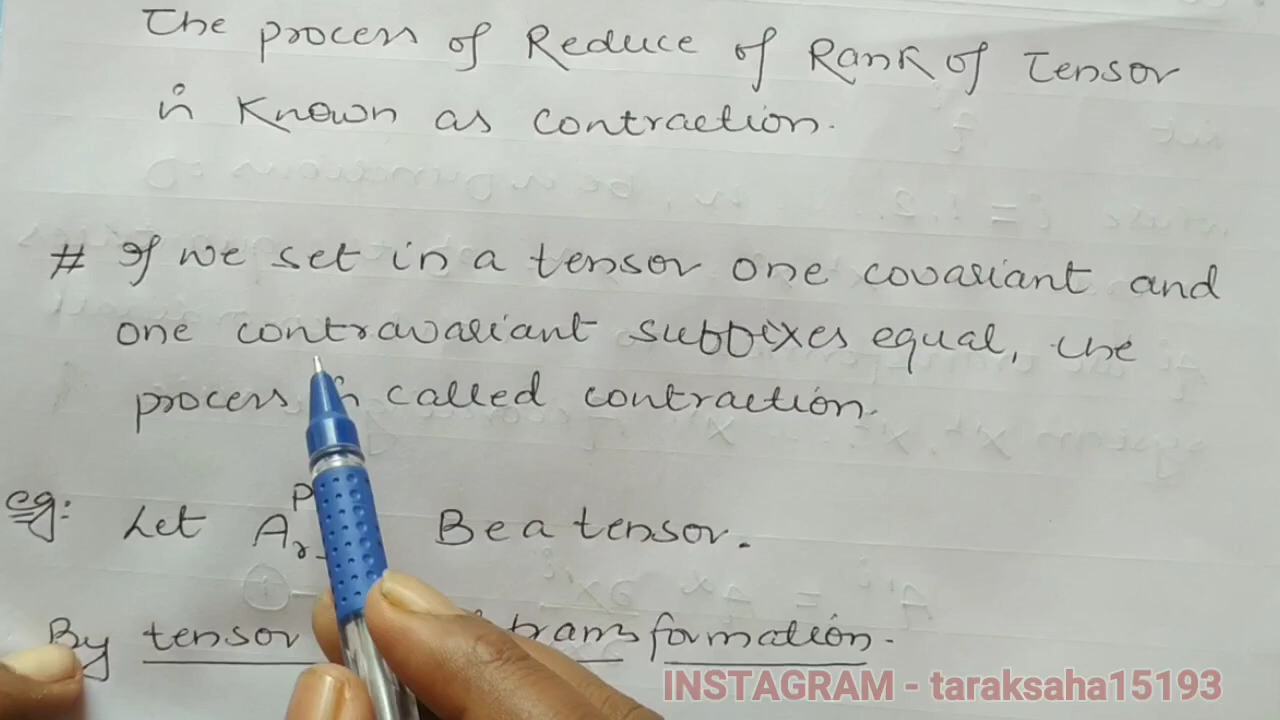 The process of Reduce of Rank of Tensor
is Known as contraction.
# If we set in a tensor one covariant and
one contravariant suffixes equal, the
process is called contraction.
eg: Let A P r Be a tensor.
By tensor transformation.
INSTAGRAM - taraksaha15193